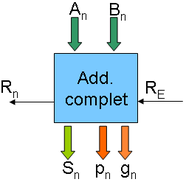 An Bn
Add.
complet
Rn RE
Sn pn gn